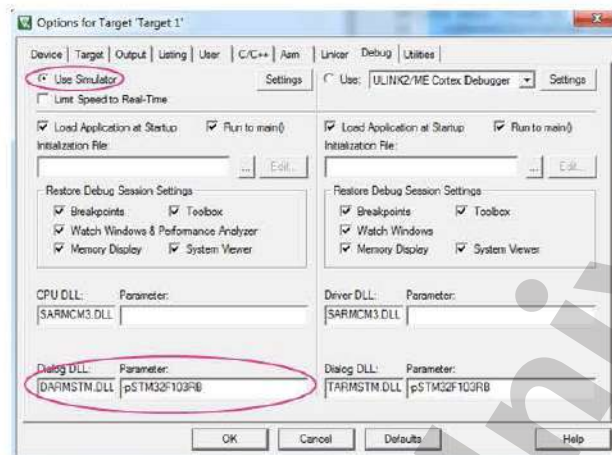 Options for Target 'Target 1'
Device Target Output Listing User C/C++ Asm Linker Debug Utilities
Use Simulator Settings
Limit Speed to Real-Time
Load Application at Startup Run to main()
Initialization File:
... Edit...
Restore Debug Session Settings
Breakpoints Toolbox
Watch Windows & Performance Analyzer
Memory Display System Viewer
CPU DLL: Parameter:
SARMCM3.DLL
Dialog DLL: Parameter:
DARMSTM.DLL pSTM32F103RB
Use: ULINK2/ME Cortex Debugger Settings
Load Application at Startup Run to main()
Initialization File:
... Edit...
Restore Debug Session Settings
Breakpoints Toolbox
Watch Windows
Memory Display System Viewer
Driver DLL: Parameter:
SARMCM3.DLL
Dialog DLL: Parameter:
TARMSTM.DLL pSTM32F103RB
OK Cancel Defaults Help